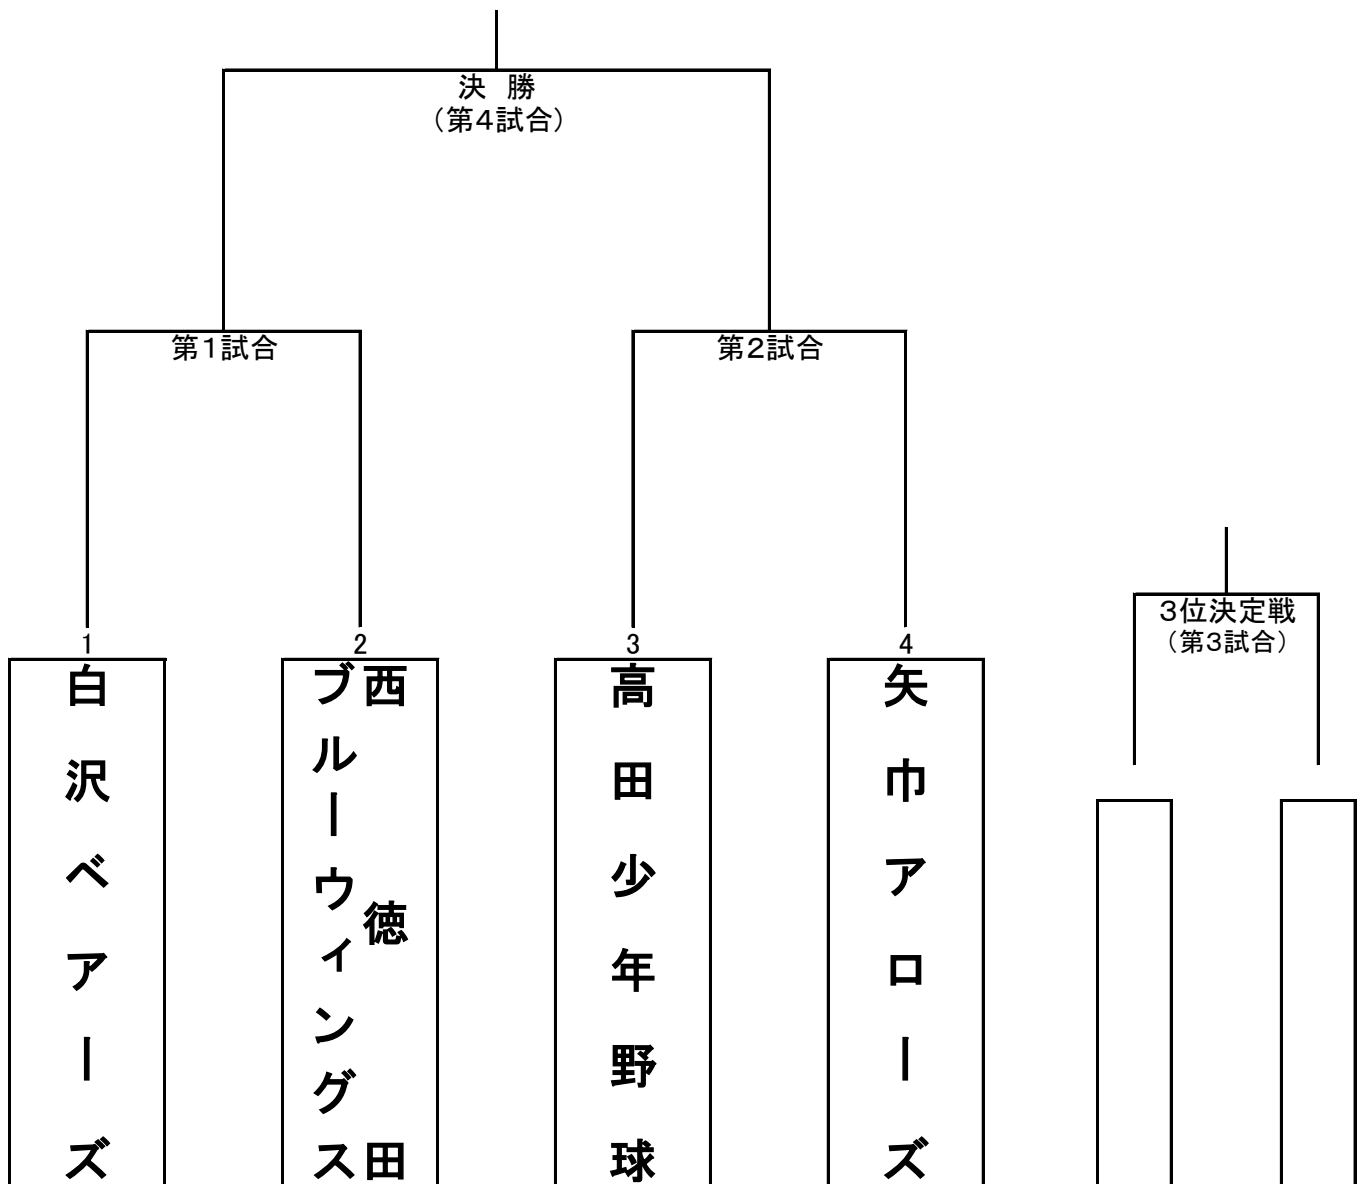 決 勝
（第4試合）
第1試合
第2試合
3位決定戦
（第3試合）
1
2
3
4
白沢ベアーズ
西徳田
ブルーウィングス
高田少年野球
矢巾アローズ